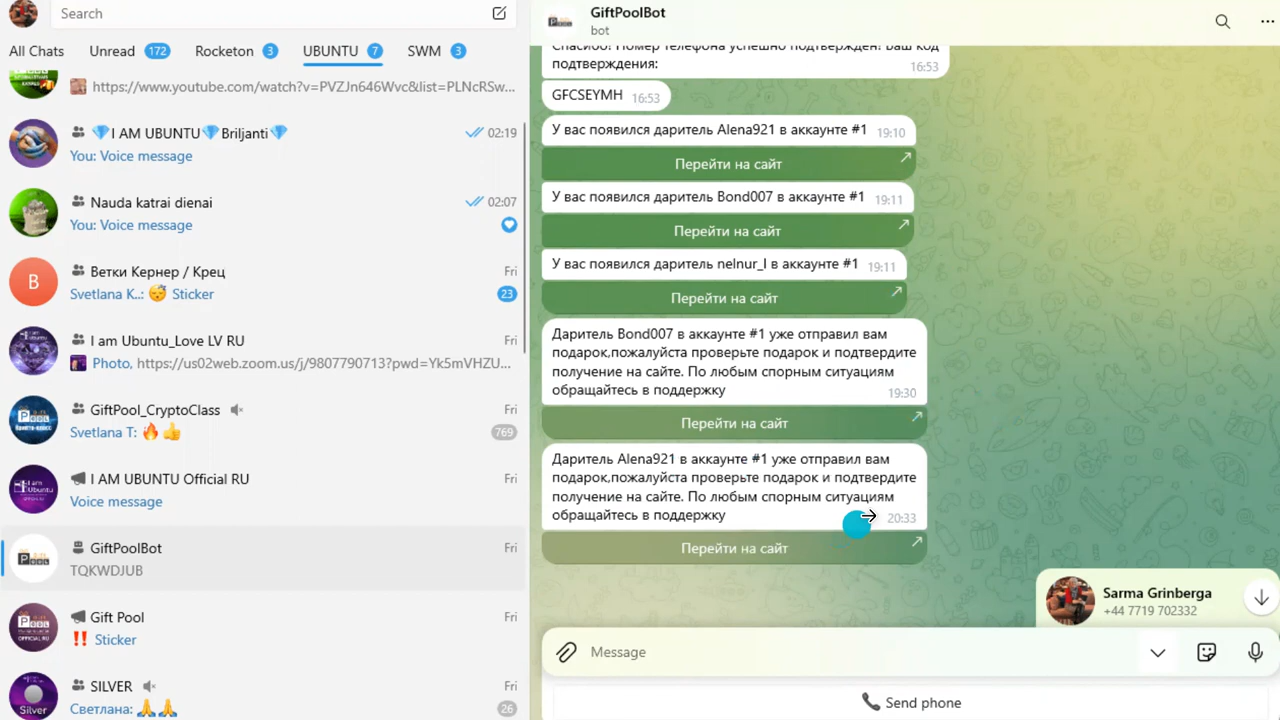 Search
All Chats
Unread 172
Rocketon 3
UBUNTU 7
SWM 3
https://www.youtube.com/watch?v=PVZJn646Wvc&list=PLNcRSw...
💎I AM UBUNTU💎Briljanti💎
02:19
You: Voice message
Nauda katrai dienai
02:07
You: Voice message
В
Ветки Кернер / Крец
Fri
Svetlana K..: 😴 Sticker
23
I am Ubuntu_Love LV RU
Fri
Photo, https://us02web.zoom.us/j/9807790713?pwd=Yk5mVHZU...
GiftPool_CryptoClass
Fri
Svetlana T: 🔥👍
769
I AM UBUNTU Official RU
Fri
Voice message
GiftPoolBot
Fri
TQKWDJUB
Gift Pool
Fri
‼️ Sticker
Silver
SILVER
Fri
Светлана: 🙏🙏
26
GiftPoolBot
bot
Спасибо! Номер телефона успешно подтвержден! Ваш код
подтверждения:
16:53
GFCSEYMH 16:53
У вас появился даритель Alena921 в аккаунте #1 19:10
Перейти на сайт
У вас появился даритель Bond007 в аккаунте #1 19:11
Перейти на сайт
У вас появился даритель nelnur_l в аккаунте #1 19:11
Перейти на сайт
Даритель Bond007 в аккаунте #1 уже отправил вам
подарок,пожалуйста проверьте подарок и подтвердите
получение на сайте. По любым спорным ситуациям
обращайтесь в поддержку
19:30
Перейти на сайт
Даритель Alena921 в аккаунте #1 уже отправил вам
подарок,пожалуйста проверьте подарок и подтвердите
получение на сайте. По любым спорным ситуациям
обращайтесь в поддержку
20:33
Перейти на сайт
Sarma Grinberga
+44 7719 702332
Message
Send phone